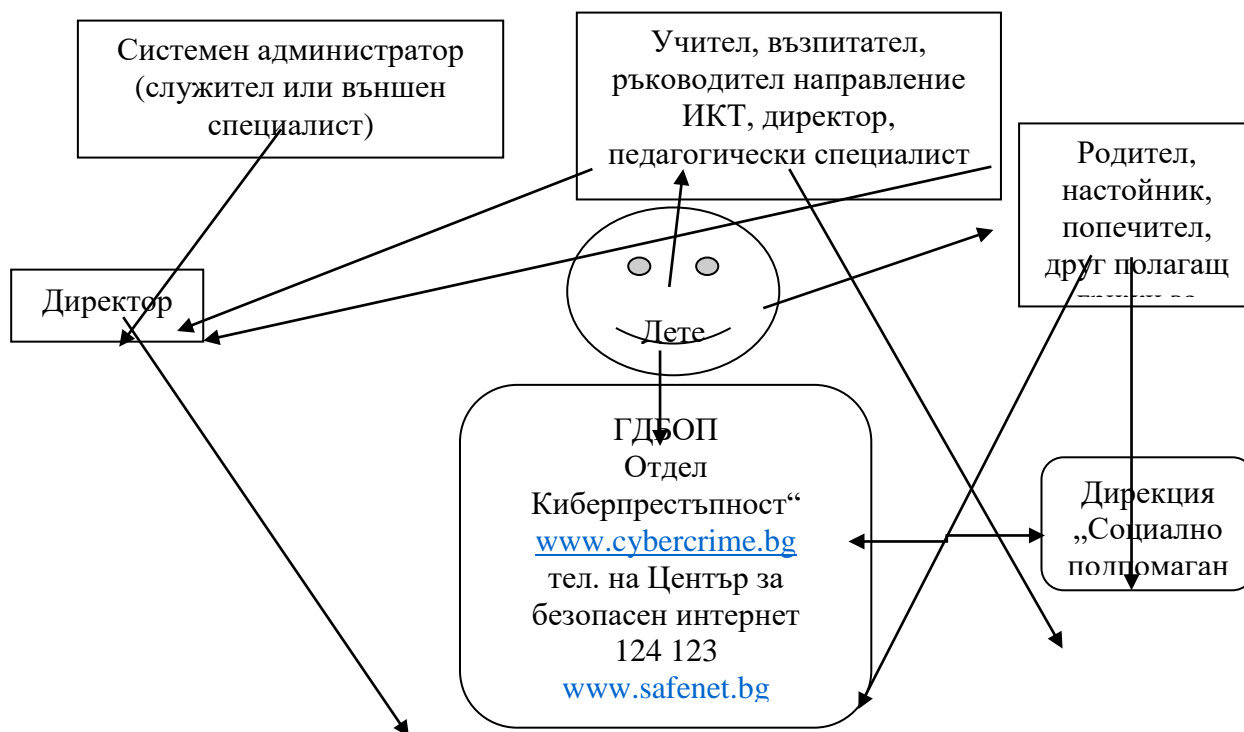 Системен администратор
(служител или външен
специалист)
Учител, възпитател,
ръководител направление
ИКТ, директор,
педагогически специалист
Родител,
настойник,
попечител,
друг полагащ
Директор
Дете
ГДБОП
Отдел
Киберпрестъпност“
www.cybercrime.bg
тел. на Център за
безопасен интернет
124 123
www.safenet.bg
Дирекция
„Социално
подпомаган